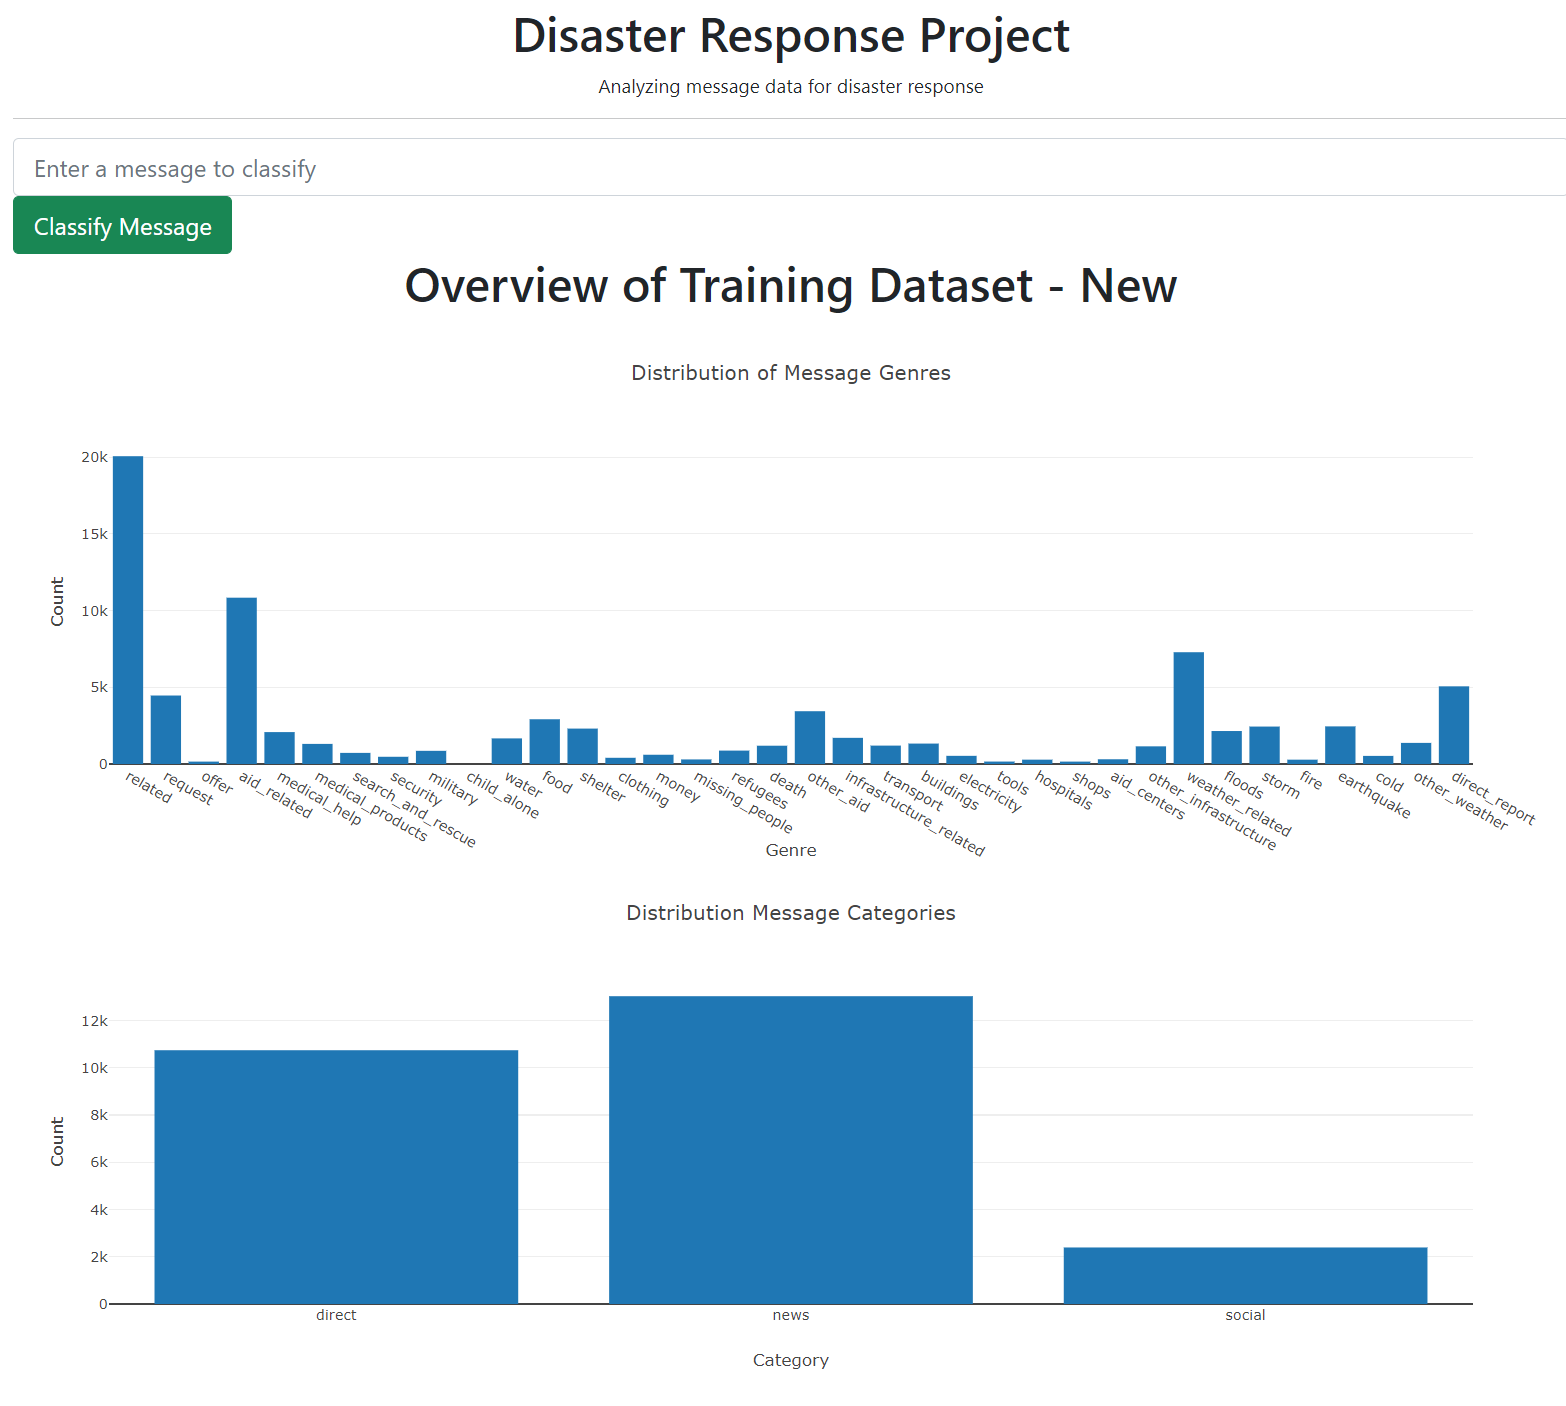 Disaster Response Project
Analyzing message data for disaster response
Enter a message to classify
Classify Message
Overview of Training Dataset - New
Distribution of Message Genres
20k
15k
10k
5k
0
Count
related
request
offer
aid_related
medical_help
medical_products
search_and_rescue
security
military
child_alone
water
food
shelter
clothing
money
missing_people
refugees
death
other_aid
infrastructure_related
transport
buildings
electricity
tools
hospitals
shops
aid_centers
other_infrastructure
weather_related
floods
storm
fire
earthquake
cold
other_weather
direct_report
Genre
Distribution Message Categories
12k
10k
8k
6k
4k
2k
0
Count
direct
news
social
Category